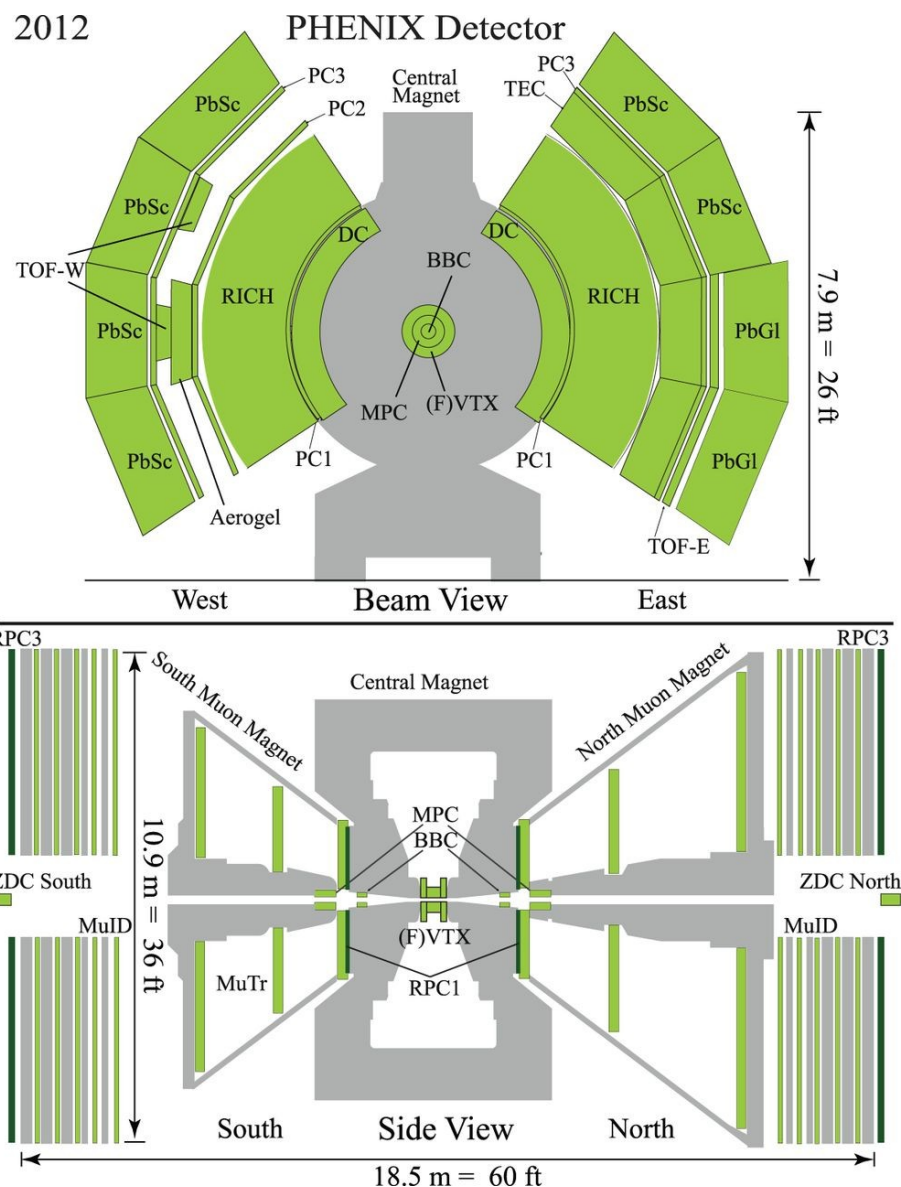 2012
PHENIX Detector
Central
Magnet
PC3
PC2
PbSc
PbSc
TOF-W
PbSc
PbSc
RICH
DC
BBC
MPC
(F)VTX
PC1
Aerogel
PC3
TEC
PbSc
PbSc
DC
RICH
PbGl
PbGl
PC1
TOF-E
7.9 m = 26 ft
West
Beam View
East
RPC3
South Muon Magnet
Central Magnet
North Muon Magnet
RPC3
MPC
BBC
10.9 m = 36 ft
ZDC South
ZDC North
MuID
(F)VTX
MuID
MuTr
RPC1
South
Side View
North
18.5 m = 60 ft